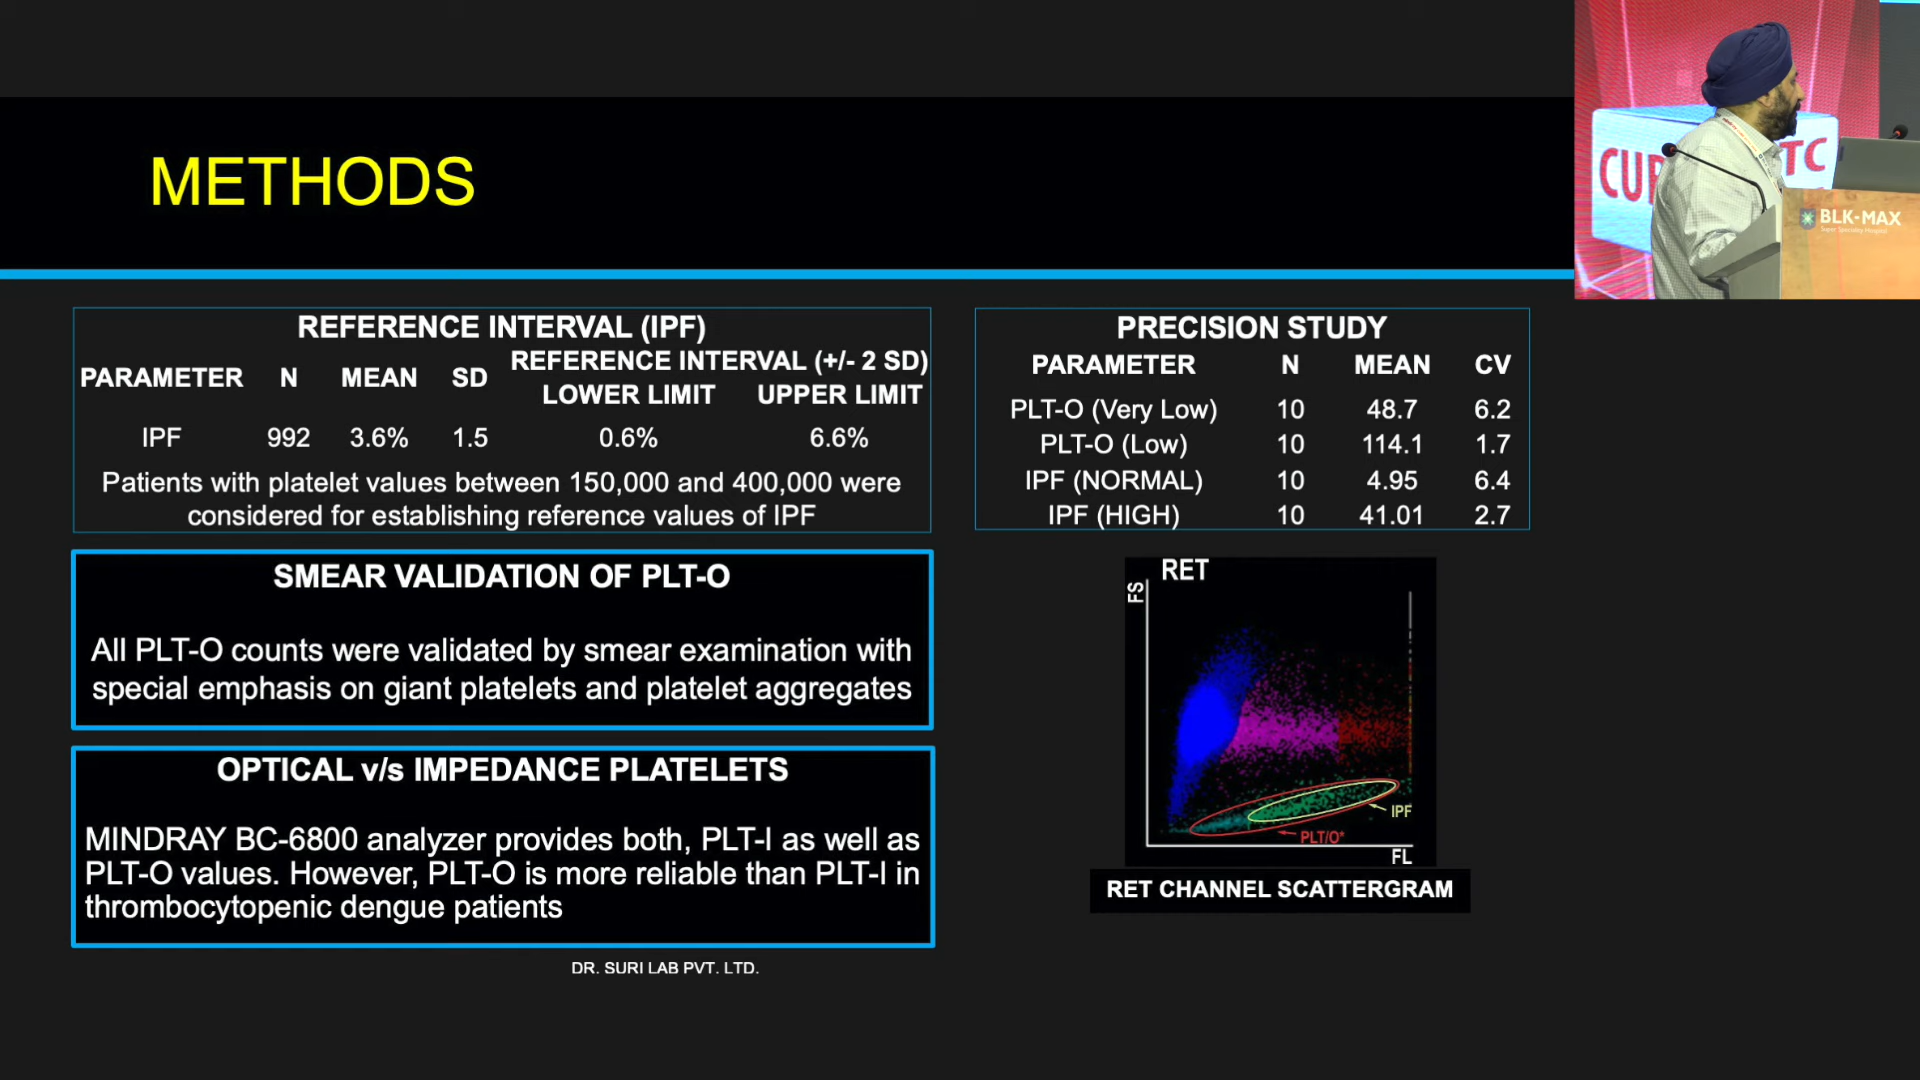 METHODS
REFERENCE INTERVAL (IPF)
PARAMETER N MEAN SD REFERENCE INTERVAL (+/- 2 SD)
LOWER LIMIT UPPER LIMIT
IPF 992 3.6% 1.5 0.6% 6.6%
Patients with platelet values between 150,000 and 400,000 were
considered for establishing reference values of IPF
SMEAR VALIDATION OF PLT-O
All PLT-O counts were validated by smear examination with
special emphasis on giant platelets and platelet aggregates
OPTICAL v/s IMPEDANCE PLATELETS
MINDRAY BC-6800 analyzer provides both, PLT-I as well as
PLT-O values. However, PLT-O is more reliable than PLT-I in
thrombocytopenic dengue patients
DR. SURI LAB PVT. LTD.
PRECISION STUDY
PARAMETER N MEAN CV
PLT-O (Very Low) 10 48.7 6.2
PLT-O (Low) 10 114.1 1.7
IPF (NORMAL) 10 4.95 6.4
IPF (HIGH) 10 41.01 2.7
RET
FS
IPF
PLT/O*
FL
RET CHANNEL SCATTERGRAM
BLK-MAX
Super Speciality Hospital